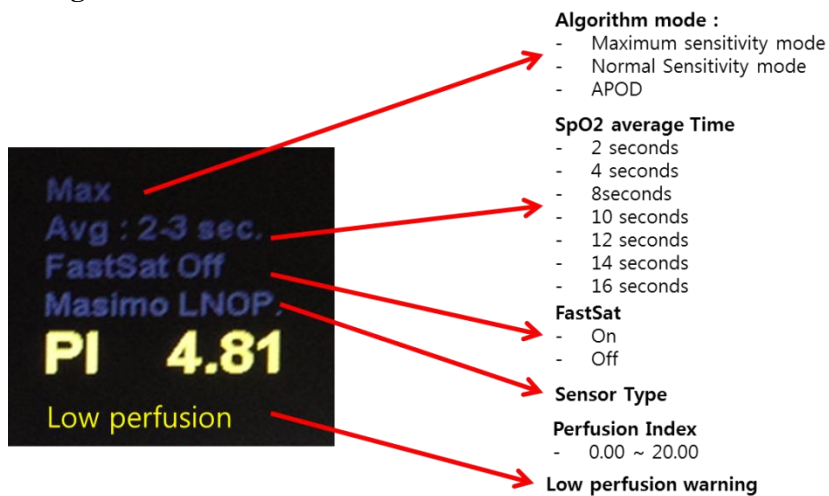 Max
Avg : 2-3 sec.
FastSat Off
Masimo LNOP.
PI 4.81
Low perfusion
Algorithm mode :
- Maximum sensitivity mode
- Normal Sensitivity mode
- APOD
SpO2 average Time
- 2 seconds
- 4 seconds
- 8seconds
- 10 seconds
- 12 seconds
- 14 seconds
- 16 seconds
FastSat
- On
- Off
Sensor Type
Perfusion Index
- 0.00 ~ 20.00
Low perfusion warning